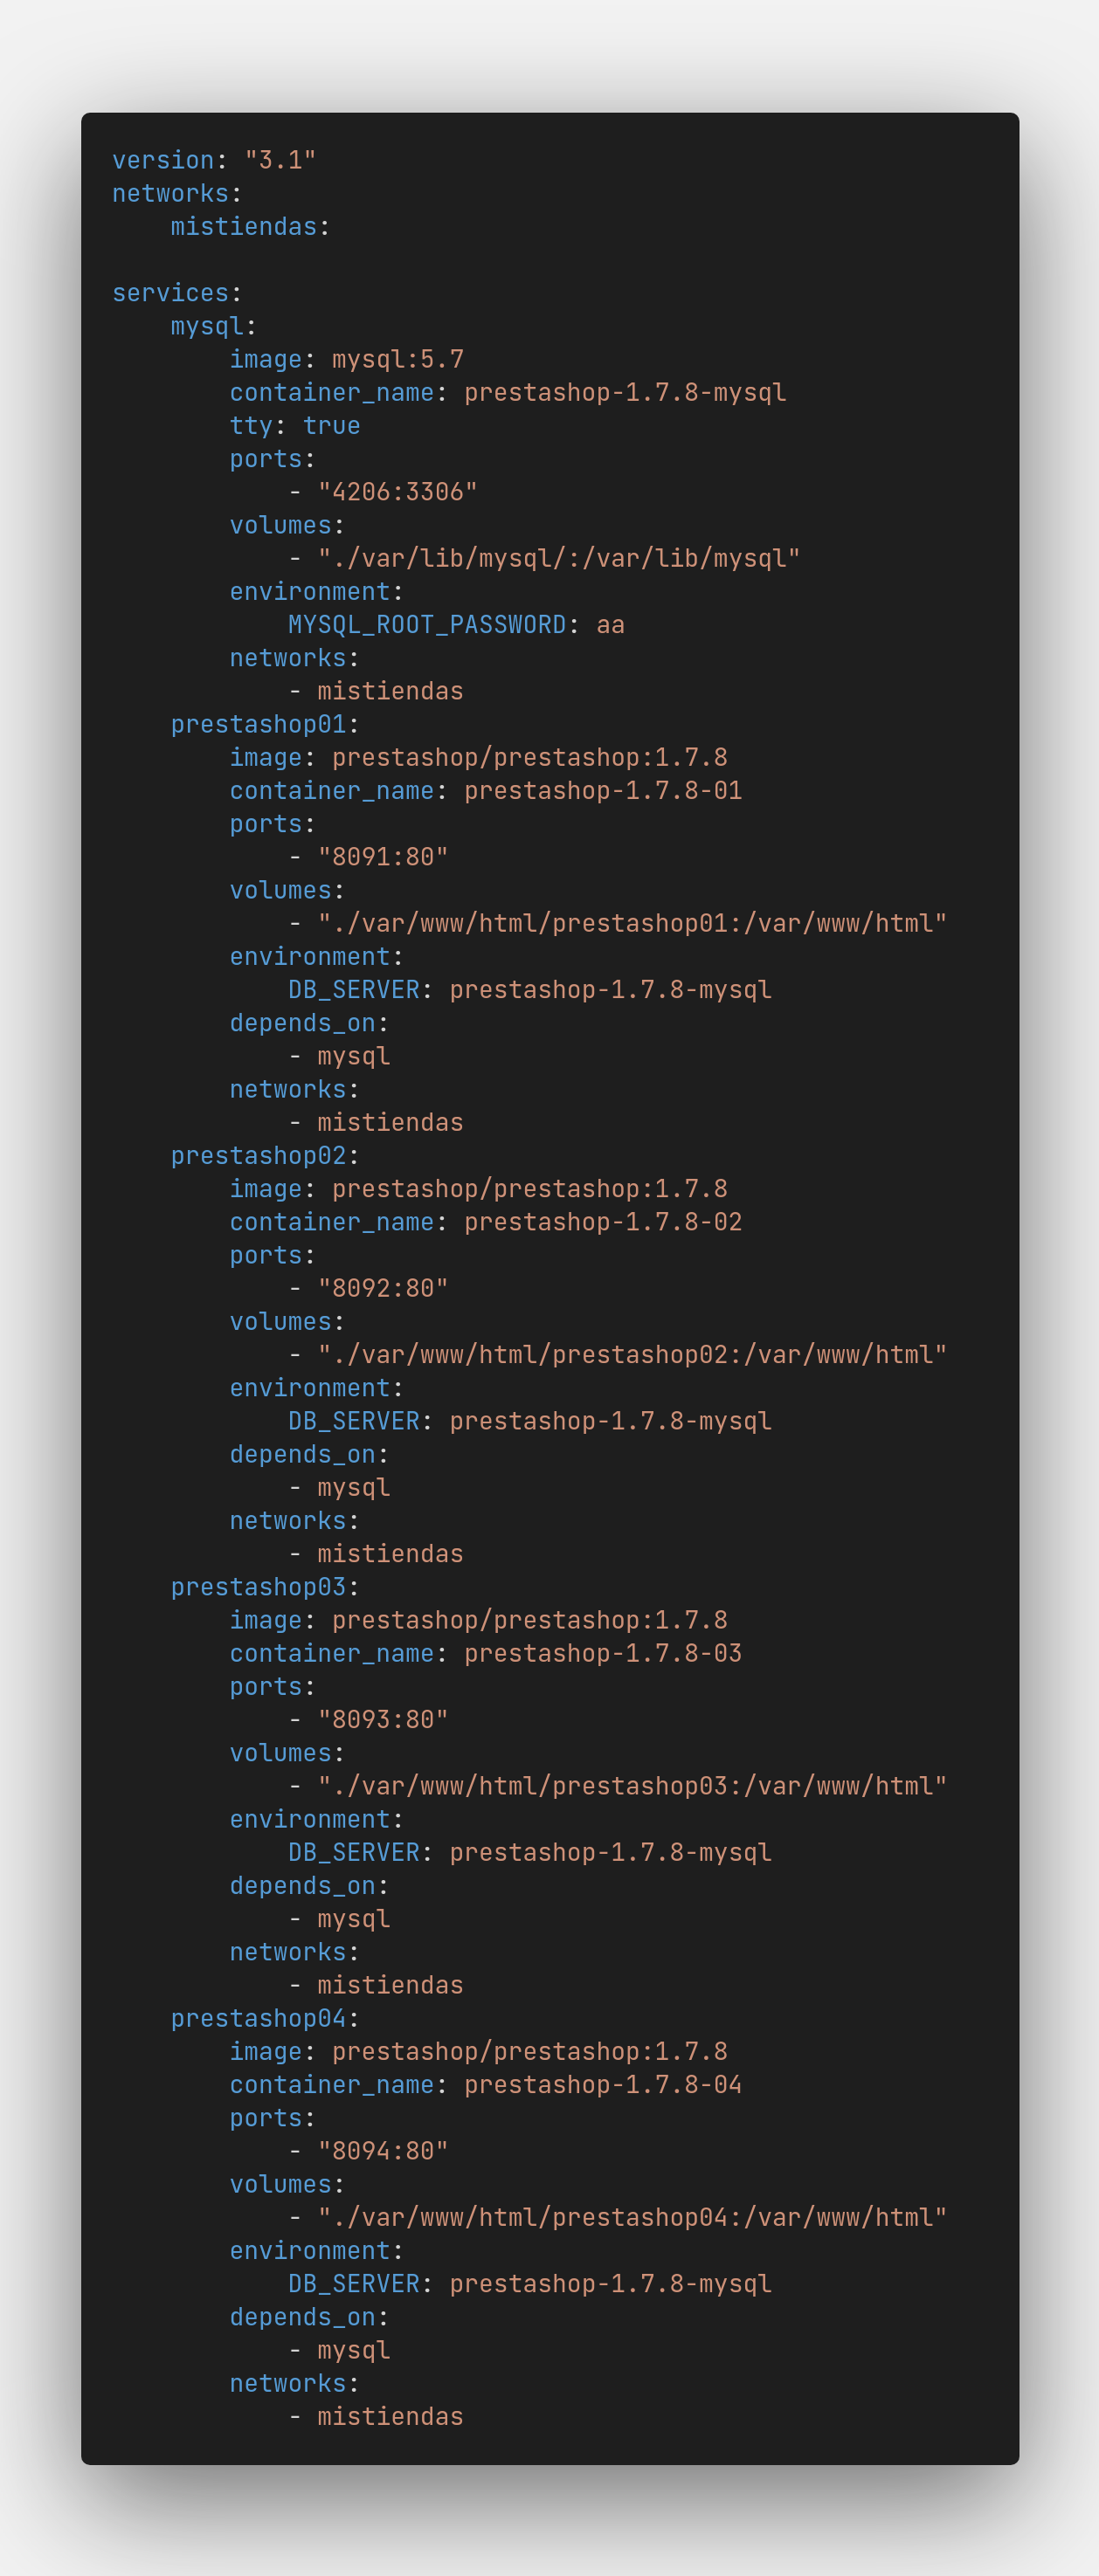 version: "3.1"
networks:
    mistiendas:

services:
    mysql:
        image: mysql:5.7
        container_name: prestashop-1.7.8-mysql
        tty: true
        ports:
            - "4206:3306"
        volumes:
            - "./var/lib/mysql/:/var/lib/mysql"
        environment:
            MYSQL_ROOT_PASSWORD: aa
        networks:
            - mistiendas
    prestashop01:
        image: prestashop/prestashop:1.7.8
        container_name: prestashop-1.7.8-01
        ports:
            - "8091:80"
        volumes:
            - "./var/www/html/prestashop01:/var/www/html"
        environment:
            DB_SERVER: prestashop-1.7.8-mysql
        depends_on:
            - mysql
        networks:
            - mistiendas
    prestashop02:
        image: prestashop/prestashop:1.7.8
        container_name: prestashop-1.7.8-02
        ports:
            - "8092:80"
        volumes:
            - "./var/www/html/prestashop02:/var/www/html"
        environment:
            DB_SERVER: prestashop-1.7.8-mysql
        depends_on:
            - mysql
        networks:
            - mistiendas
    prestashop03:
        image: prestashop/prestashop:1.7.8
        container_name: prestashop-1.7.8-03
        ports:
            - "8093:80"
        volumes:
            - "./var/www/html/prestashop03:/var/www/html"
        environment:
            DB_SERVER: prestashop-1.7.8-mysql
        depends_on:
            - mysql
        networks:
            - mistiendas
    prestashop04:
        image: prestashop/prestashop:1.7.8
        container_name: prestashop-1.7.8-04
        ports:
            - "8094:80"
        volumes:
            - "./var/www/html/prestashop04:/var/www/html"
        environment:
            DB_SERVER: prestashop-1.7.8-mysql
        depends_on:
            - mysql
        networks:
            - mistiendas